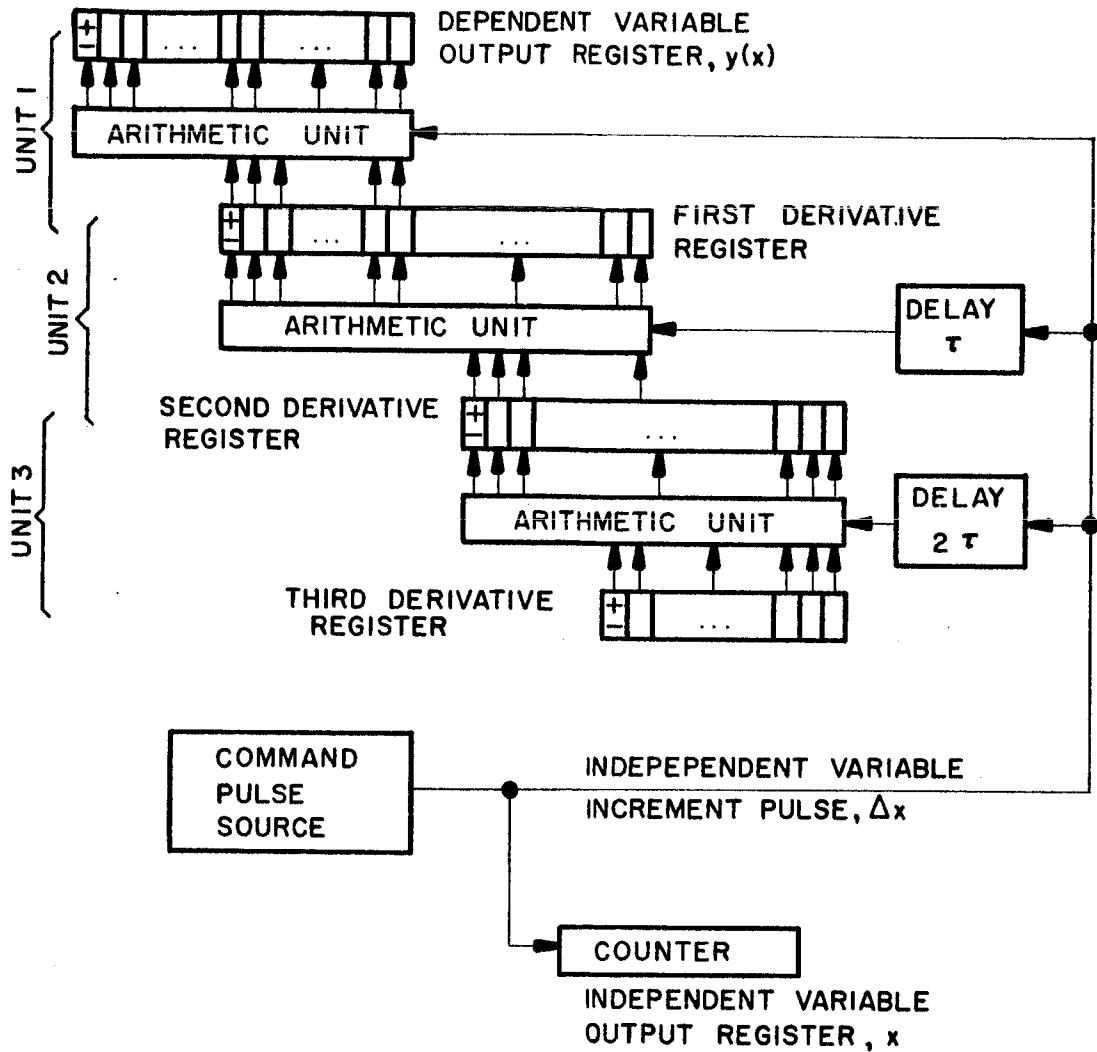 +
−
... ...
DEPENDENT VARIABLE
OUTPUT REGISTER, y(x)
UNIT 1
ARITHMETIC UNIT
+
−
... ...
FIRST DERIVATIVE
REGISTER
UNIT 2
ARITHMETIC UNIT
DELAY
τ
SECOND DERIVATIVE
REGISTER
+
−
...
UNIT 3
ARITHMETIC UNIT
DELAY
2 τ
THIRD DERIVATIVE
REGISTER
+
−
...
COMMAND
PULSE
SOURCE
INDEPEPENDENT VARIABLE
INCREMENT PULSE, Δx
COUNTER
INDEPENDENT VARIABLE
OUTPUT REGISTER, x